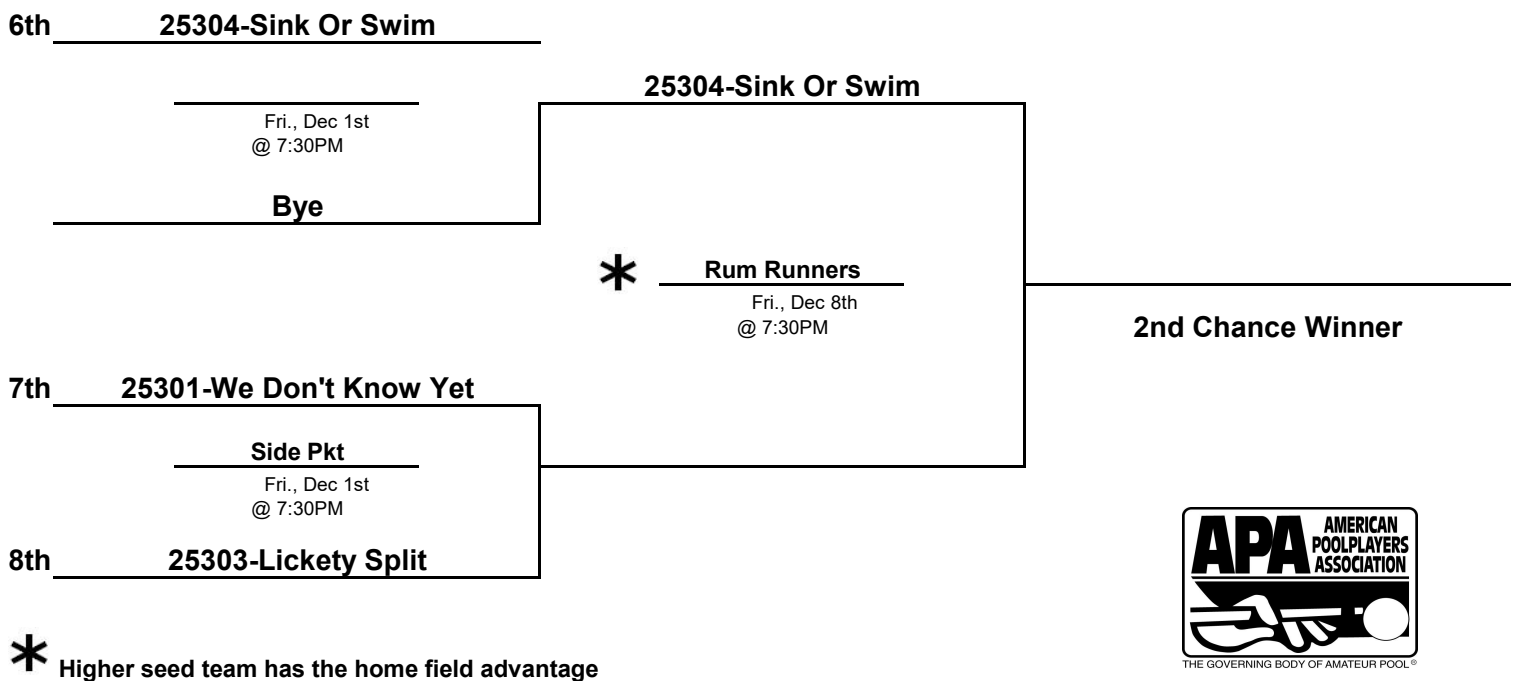 6th 25304-Sink Or Swim
25304-Sink Or Swim
Fri., Dec 1st
@ 7:30PM
Bye
* Rum Runners
Fri., Dec 8th
@ 7:30PM
2nd Chance Winner
7th 25301-We Don't Know Yet
Side Pkt
Fri., Dec 1st
@ 7:30PM
8th 25303-Lickety Split
APA AMERICAN
POOLPLAYERS
ASSOCIATION
THE GOVERNING BODY OF AMATEUR POOL®
* Higher seed team has the home field advantage